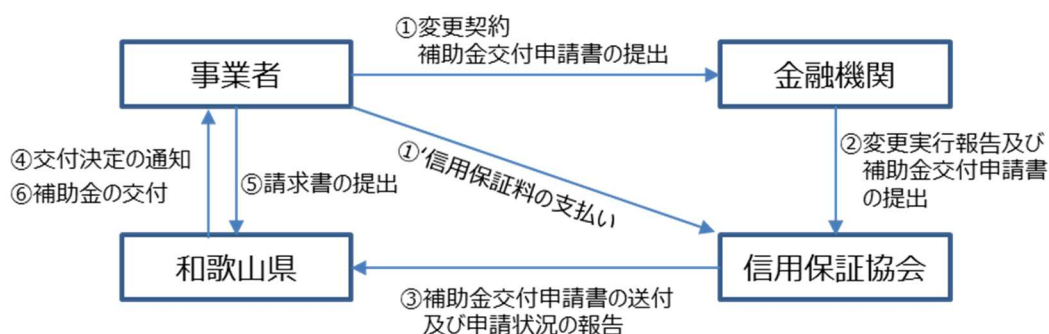 ①変更契約
補助金交付申請書の提出
事業者
金融機関
②変更実行報告及び
補助金交付申請書
の提出
④交付決定の通知
⑥補助金の交付
⑤請求書の提出
①’信用保証料の支払い
和歌山県
信用保証協会
③補助金交付申請書の送付
及び申請状況の報告